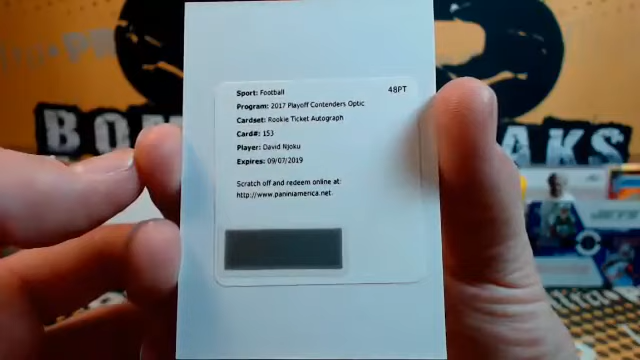 Sport: Football
48PT
Program: 2017 Playoff Contenders Optic
Cardset: Rookie Ticket Autograph
Card#: 153
Player: David Njoku
Expires: 09/07/2019
Scratch off and redeem online at:
http://www.paniniamerica.net.